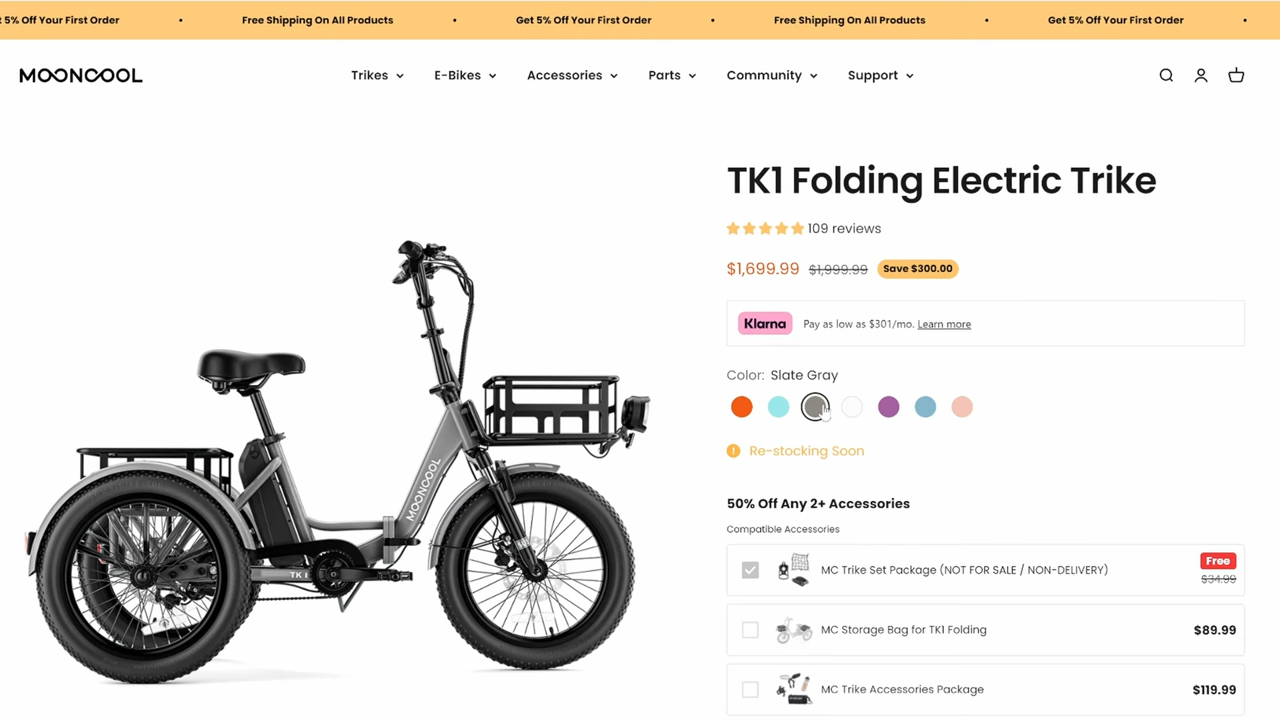 t 5% Off Your First Order • Free Shipping On All Products • Get 5% Off Your First Order • Free Shipping On All Products • Get 5% Off Your First Order •
MOONCOOL Trikes E-Bikes Accessories Parts Community Support
TK1 Folding Electric Trike
109 reviews
$1,699.99 $1,999.99 Save $300.00
Klarna Pay as low as $301/mo. Learn more
Color: Slate Gray
Re-stocking Soon
50% Off Any 2+ Accessories
Compatible Accessories
MC Trike Set Package (NOT FOR SALE / NON-DELIVERY) Free
$34.99
MC Storage Bag for TK1 Folding $89.99
MC Trike Accessories Package $119.99
MOONCOOL
TK1